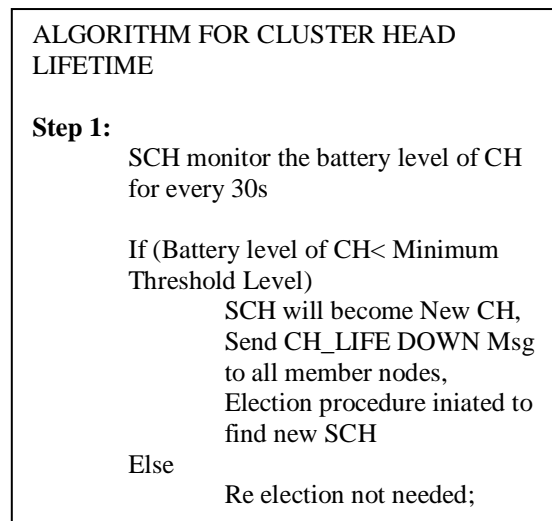 ALGORITHM FOR CLUSTER HEAD
LIFETIME
Step 1:
SCH monitor the battery level of CH
for every 30s
If (Battery level of CH< Minimum
Threshold Level)
SCH will become New CH,
Send CH_LIFE DOWN Msg
to all member nodes,
Election procedure iniated to
find new SCH
Else
Re election not needed;